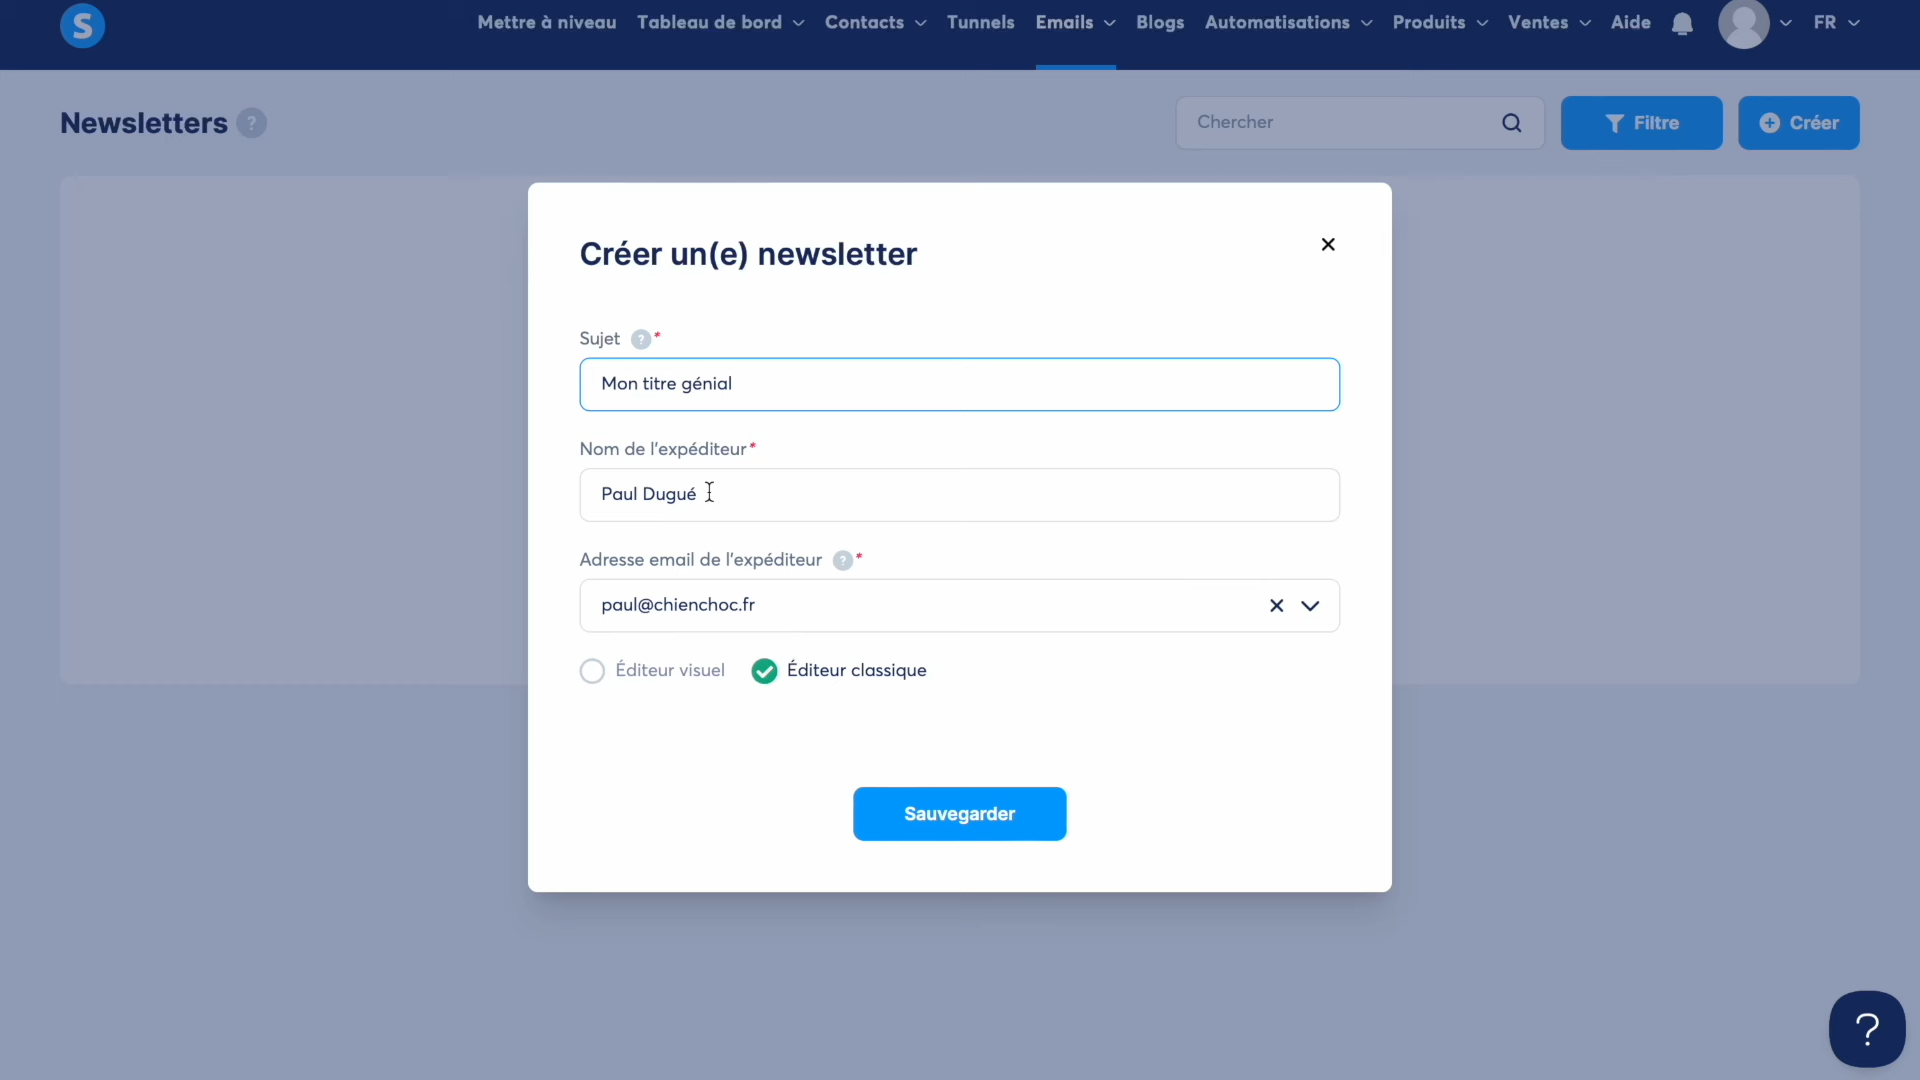 S Mettre à niveau Tableau de bord Contacts Tunnels Emails Blogs Automatisations Produits Ventes Aide FR
Newsletters ? Chercher Filtre Créer
Créer un(e) newsletter
Sujet ? *
Mon titre génial
Nom de l'expéditeur *
Paul Dugué
Adresse email de l'expéditeur ? *
paul@chienchoc.fr
Éditeur visuel Éditeur classique
Sauvegarder
?